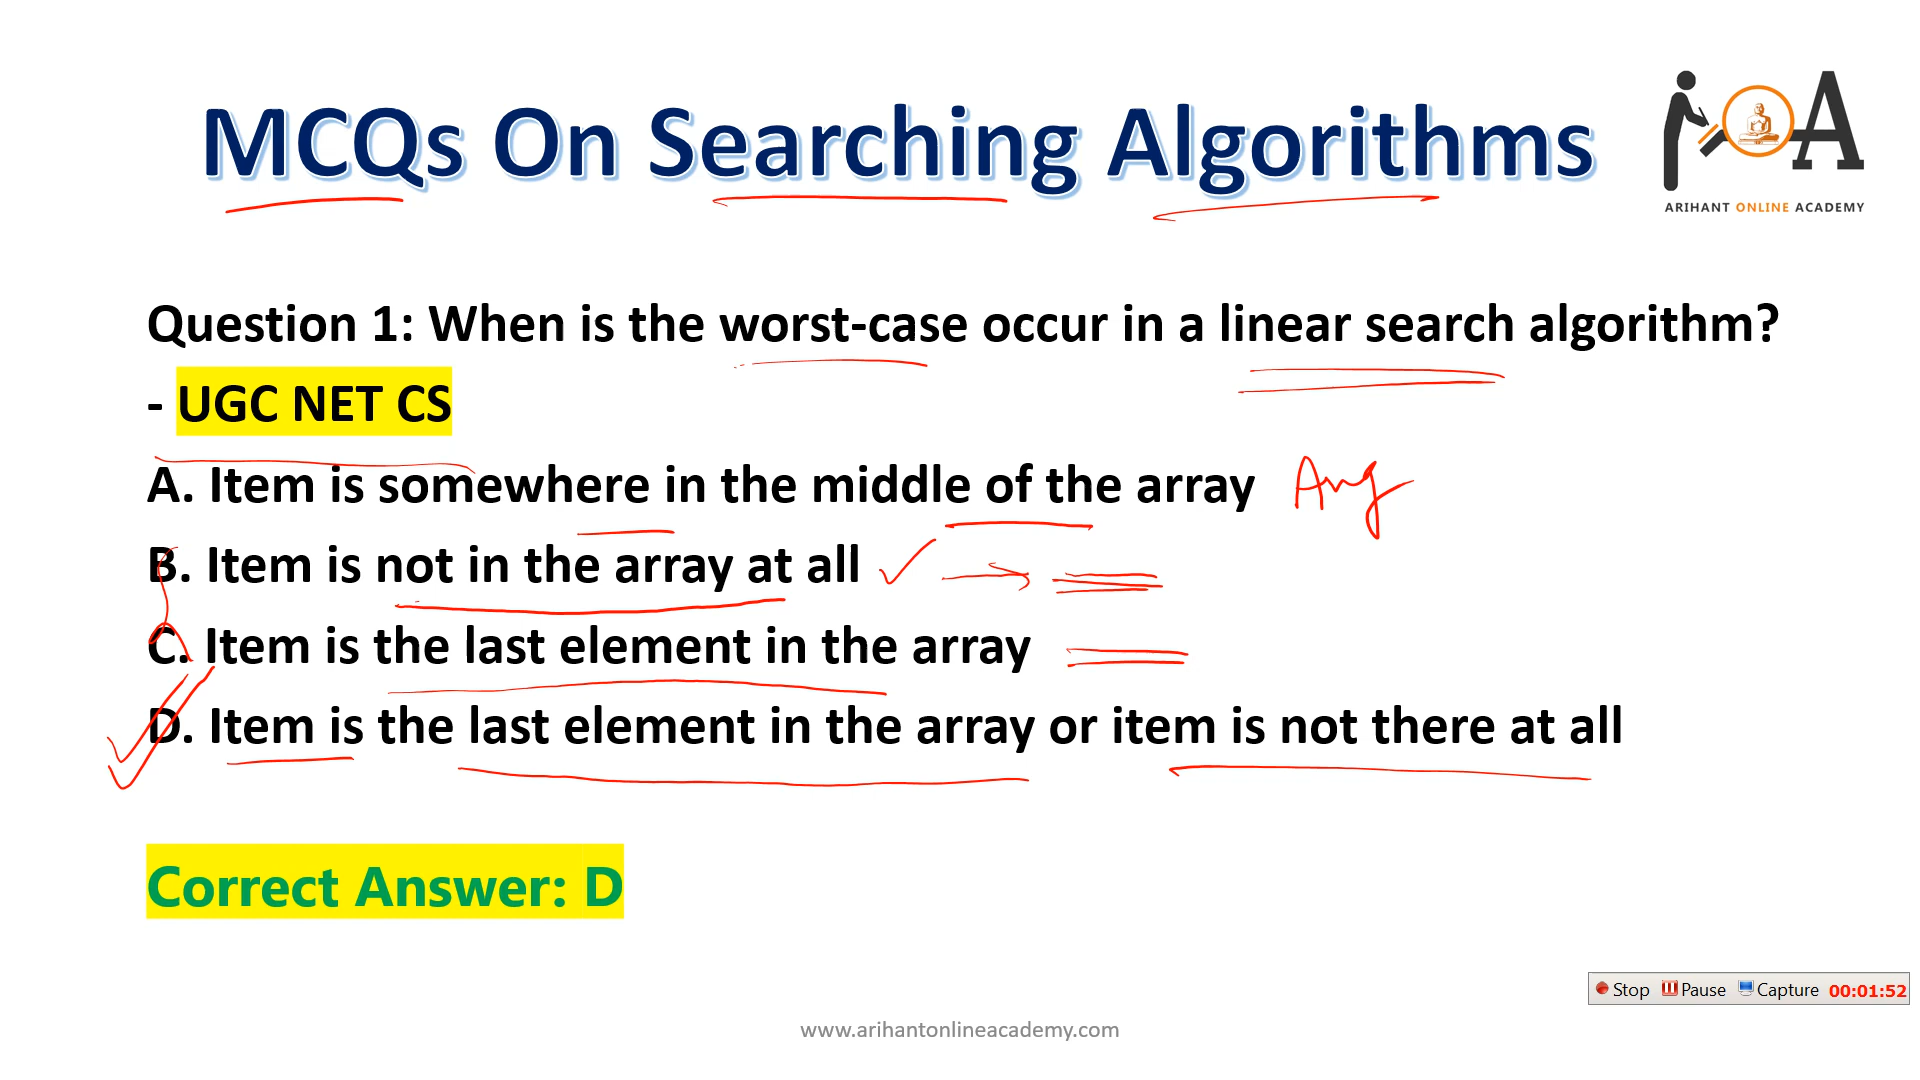 MCQs On Searching Algorithms
ARIHANT ONLINE ACADEMY
Question 1: When is the worst-case occur in a linear search algorithm?
- UGC NET CS
A. Item is somewhere in the middle of the array Avg
B. Item is not in the array at all
C. Item is the last element in the array
D. Item is the last element in the array or item is not there at all
Correct Answer: D
Stop Pause Capture 00:01:52
www.arihantonlineacademy.com